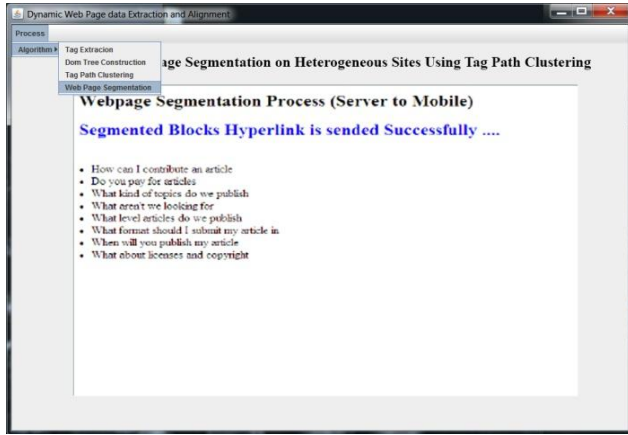 Dynamic Web Page data Extraction and Alignment
Process
Algorithm
Tag Extracion
Dom Tree Construction
Tag Path Clustering
Web Page Segmentation
age Segmentation on Heterogeneous Sites Using Tag Path Clustering
Webpage Segmentation Process (Server to Mobile)
Segmented Blocks Hyperlink is sended Successfully ....
• How can I contribute an article
• Do you pay for articles
• What kind of topics do we publish
• What aren't we looking for
• What level articles do we publish
• What format should I submit my article in
• When will you publish my article
• What about licenses and copyright